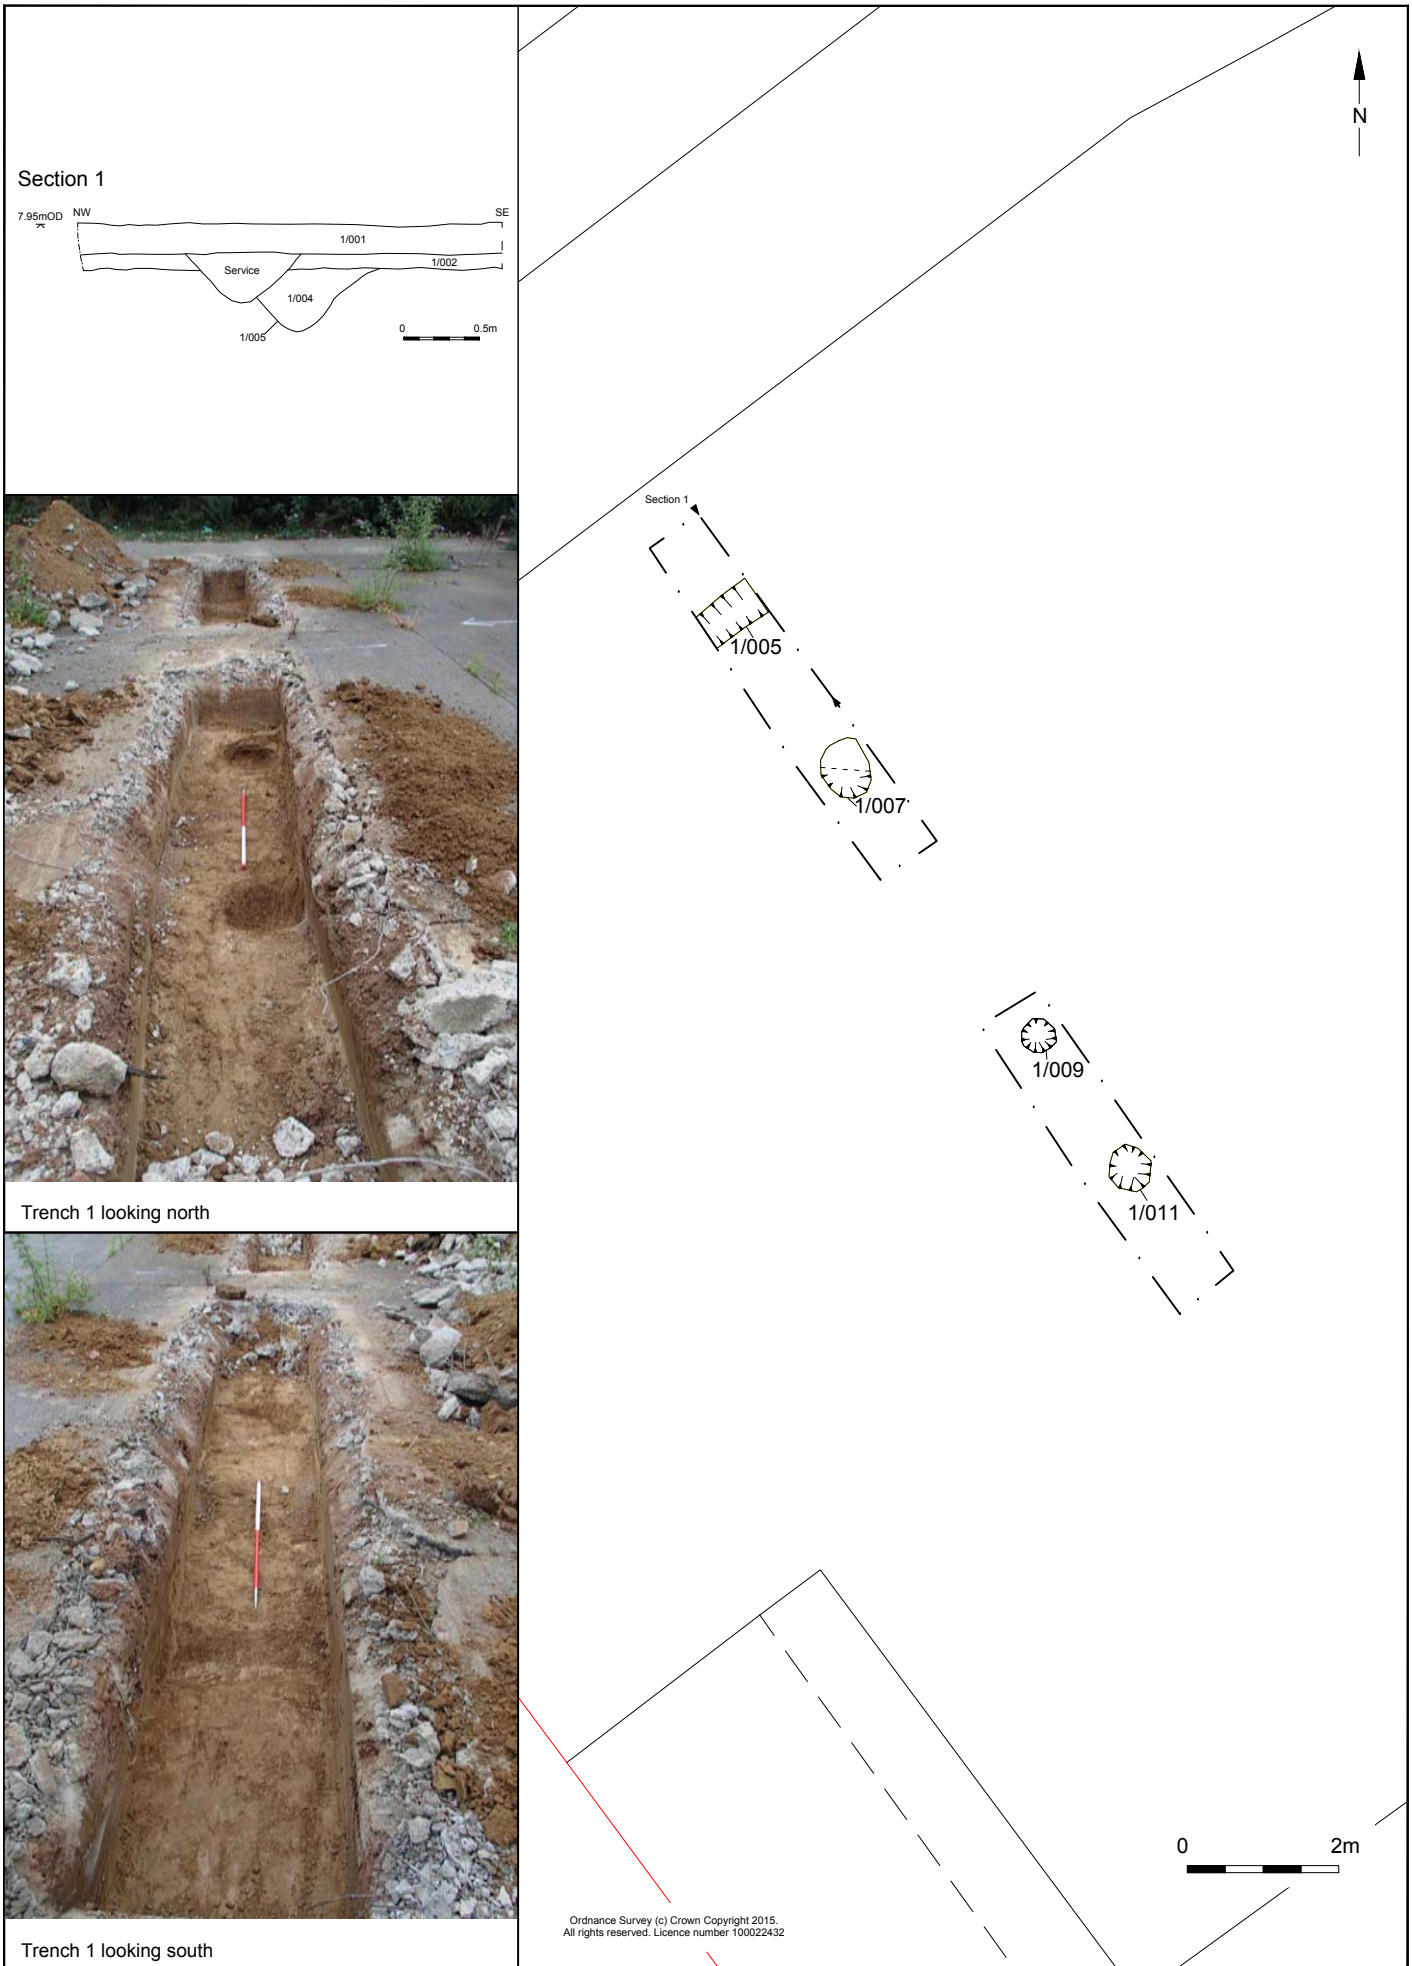 Section 1
7.95mOD
NW
SE
1/001
1/002
Service
1/004
1/005
0
0.5m
Trench 1 looking north
Trench 1 looking south
N
Section 1
1/005
1/007
1/009
1/011
0
2m
Ordnance Survey (c) Crown Copyright 2015.
All rights reserved. Licence number 100022432